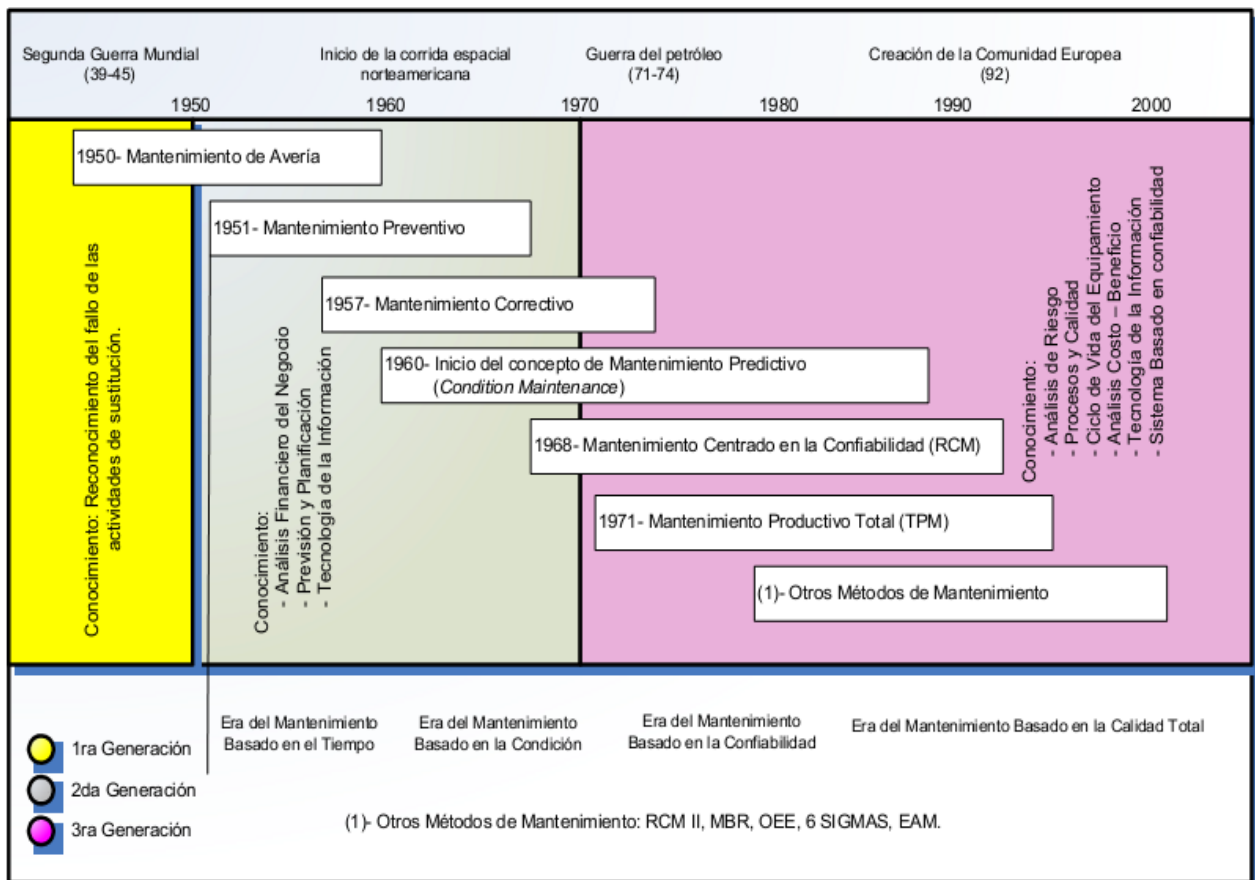 Segunda Guerra Mundial
(39-45)
Inicio de la corrida espacial
norteamericana
Guerra del petróleo
(71-74)
Creación de la Comunidad Europea
(92)
1950
1960
1970
1980
1990
2000
1950- Mantenimiento de Avería
1951- Mantenimiento Preventivo
1957- Mantenimiento Correctivo
1960- Inicio del concepto de Mantenimiento Predictivo
(Condition Maintenance)
1968- Mantenimiento Centrado en la Confiabilidad (RCM)
1971- Mantenimiento Productivo Total (TPM)
(1)- Otros Métodos de Mantenimiento
Conocimiento: Reconocimiento del fallo de las
actividades de sustitución.
Conocimiento:
- Análisis Financiero del Negocio
- Previsión y Planificación
- Tecnología de la Información
Conocimiento:
- Análisis de Riesgo
- Procesos y Calidad
- Ciclo de Vida del Equipamiento
- Análisis Costo – Beneficio
- Tecnología de la Información
- Sistema Basado en confiabilidad
Era del Mantenimiento
Basado en el Tiempo
Era del Mantenimiento
Basado en la Condición
Era del Mantenimiento
Basado en la Confiabilidad
Era del Mantenimiento Basado en la Calidad Total
1ra Generación
2da Generación
3ra Generación
(1)- Otros Métodos de Mantenimiento: RCM II, MBR, OEE, 6 SIGMAS, EAM.